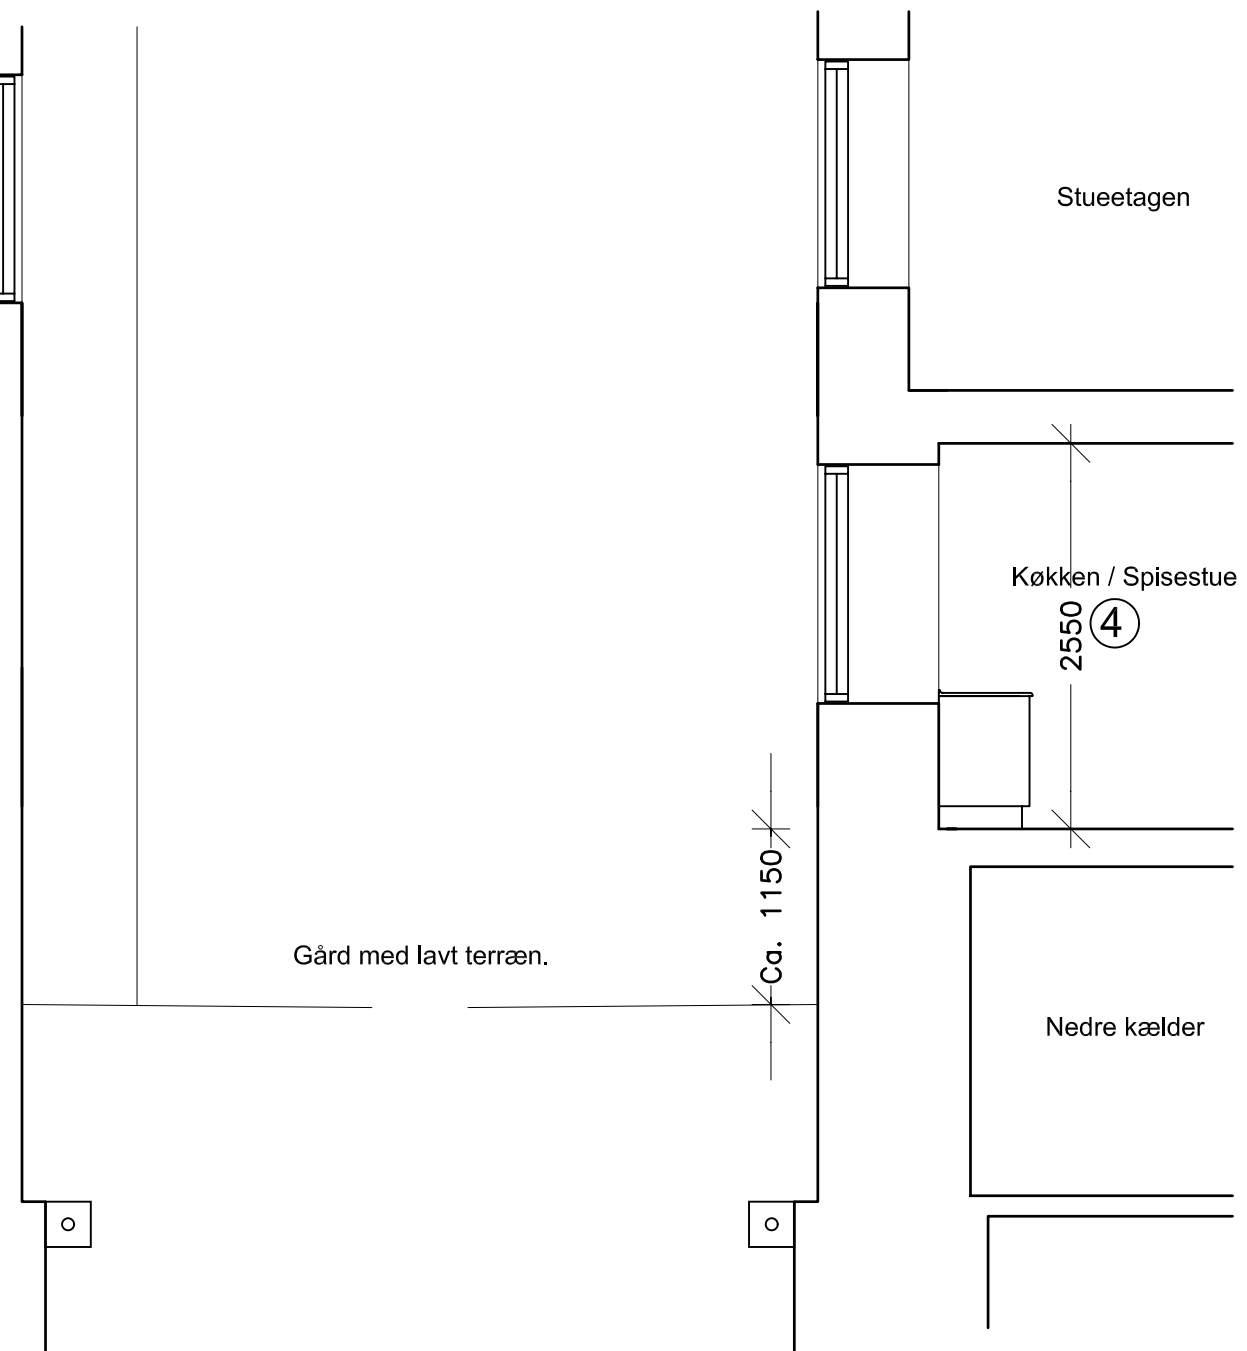 Stueetagen
Køkken / Spisestue
2550
4
Ca. 1150
Gård med lavt terræn.
Nedre kælder